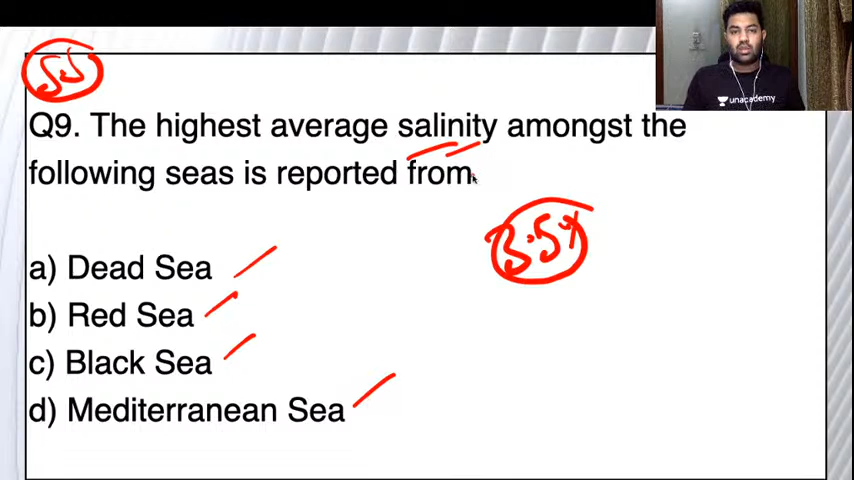 unacademy
Q9. The highest average salinity amongst the
following seas is reported from
3.5%
a) Dead Sea
b) Red Sea
c) Black Sea
d) Mediterranean Sea